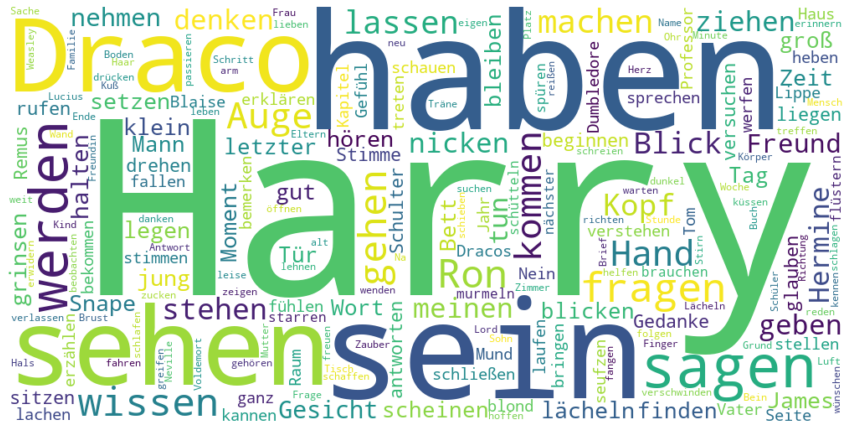 Sache nehmen denken Frau lassen machen ziehen Haus
Draco haben
Weasley Familie Boden Haar Kuß drücken passieren Schritt arm lieben neu eigen Platz Name Ohr Minute erinnern
bleiben Professor groß heben
rufen Lucius setzen Blaise erklären Kapitel Gefühl schauen treten spüren reißen Herz Dumbledore sprechen werfen Zeit Lippe
Ende leben Auge Träne versuchen liegen Mensch treffen
Remus Wand klein Freundin letzter Eltern hören nicken beginnen Blick Freund
werden Harry
Mann drehen fallen bemerken Stimme schreien Körper
halten gut Moment Schulter suchen schütteln nächster kommen warten dunkel Woche Tag flüstern
weit Kind danken öffnen gehen Jahr Bett tun Kopf küssen
grinsen bekommen legen Tür Dracos verstehen richten Stunde Tom Buch glauben Hermine
erwidern beobachten Antwort stimmen jung alt schieben Nein Brief Stirn Hand schlagen
Snape leise lehnen Ron Na helfen brauchen Richtung kennen
verlassen zucken zeigen wenden murmeln Zimmer fragen Lächeln Schüler reden
Brust stehen fühlen Wort meinen blicken geben
sehen sein sagen
erzählen schlafen starren freuen Lord Gedanke folgen Grund stellen Luft
Hals greifen Neville Voldemort Mutter Raum antworten Zauber Sohn laufen bringen Finger
sitzen fahren gehören Tisch schaffen Mund seufzen fangen verschwinden wünschen
wissen ganz Frage schließen Bein James
lachen kannen Gesicht scheinen hoffen blond lächeln finden Vater Seite